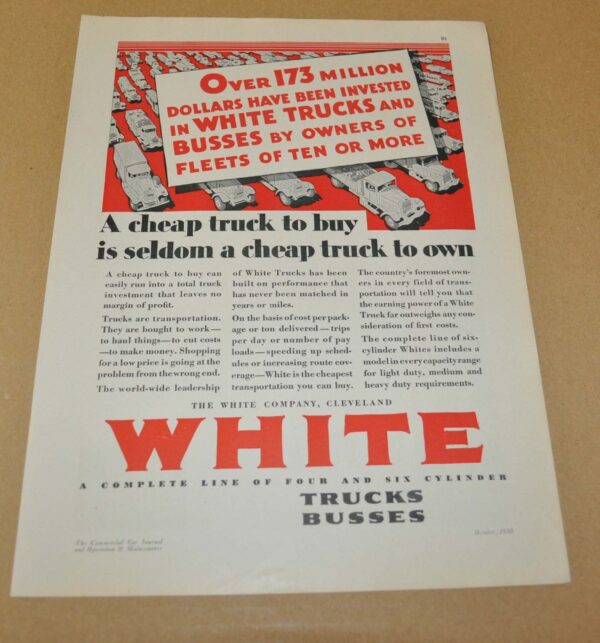 OVER 173 MILLION
DOLLARS HAVE BEEN INVESTED
IN WHITE TRUCKS AND
BUSSES BY OWNERS OF
FLEETS OF TEN OR MORE
A cheap truck to buy
is seldom a cheap truck to own
A cheap truck to buy can
easily run into a total truck
investment that leaves no
margin of profit.
Trucks are transportation.
They are bought to work—
to haul things—to cut costs
—to make money. Shopping
for a low price is going at the
problem from the wrong end.
The world-wide leadership
of White Trucks has been
built on performance that
has never been matched in
years or miles.
On the basis of cost per pack-
age or ton delivered—trips
per day or number of pay
loads—speeding up sched-
ules or increasing route cov-
erage—White is the cheapest
transportation you can buy.
The country's foremost own-
ers in every field of trans-
portation will tell you that
the earning power of a White
Truck far outweighs any con-
sideration of first costs.
The complete line of six-
cylinder Whites includes a
model in every capacity range
for light duty, medium and
heavy duty requirements.
THE WHITE COMPANY, CLEVELAND
WHITE
A COMPLETE LINE OF FOUR AND SIX CYLINDER
TRUCKS
BUSSES
The Commercial Car Journal
and Operation & Maintenance
October, 1930